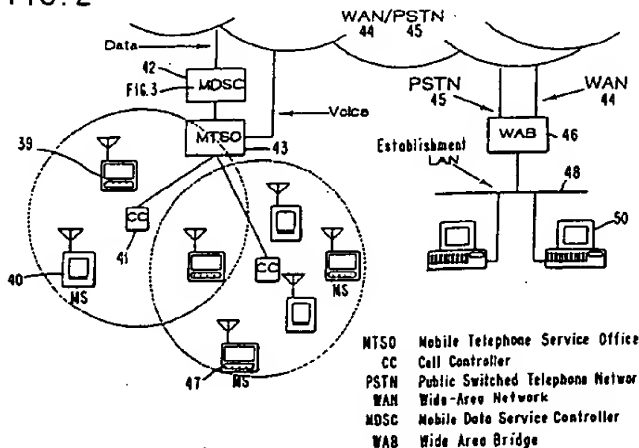 FIG. 2
WAN/PSTN
44 45
Data
42
MDSC
FIG.3
PSTN
45
WAN
44
Voice
MTSO
43
WAB
46
39
Establishment
LAN
48
CC
41
50
40
MS
CC
MS
47
MS
MTSO Mobile Telephone Service Office
CC Cell Controller
PSTN Public Switched Telephone Networ
WAN Wide-Area Network
MDSC Mobile Data Service Controller
WAB Wide Area Bridge